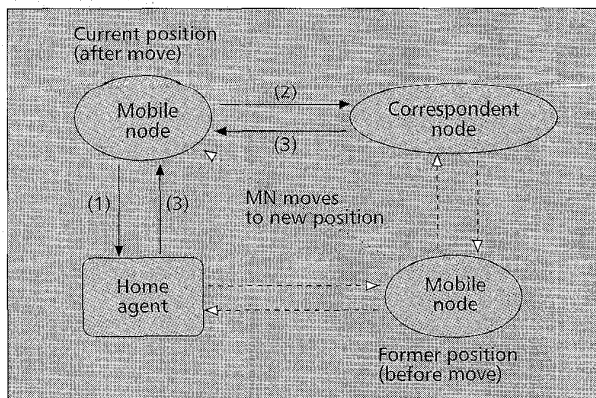 Current position
(after move)
Mobile
node
(2)
Correspondent
node
(3)
(1)
(3)
MN moves
to new position
Home
agent
Mobile
node
Former position
(before move)